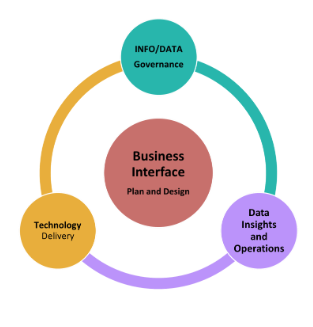 INFO/DATA
Governance
Business
Interface
Plan and Design
Technology
Delivery
Data
Insights
and
Operations